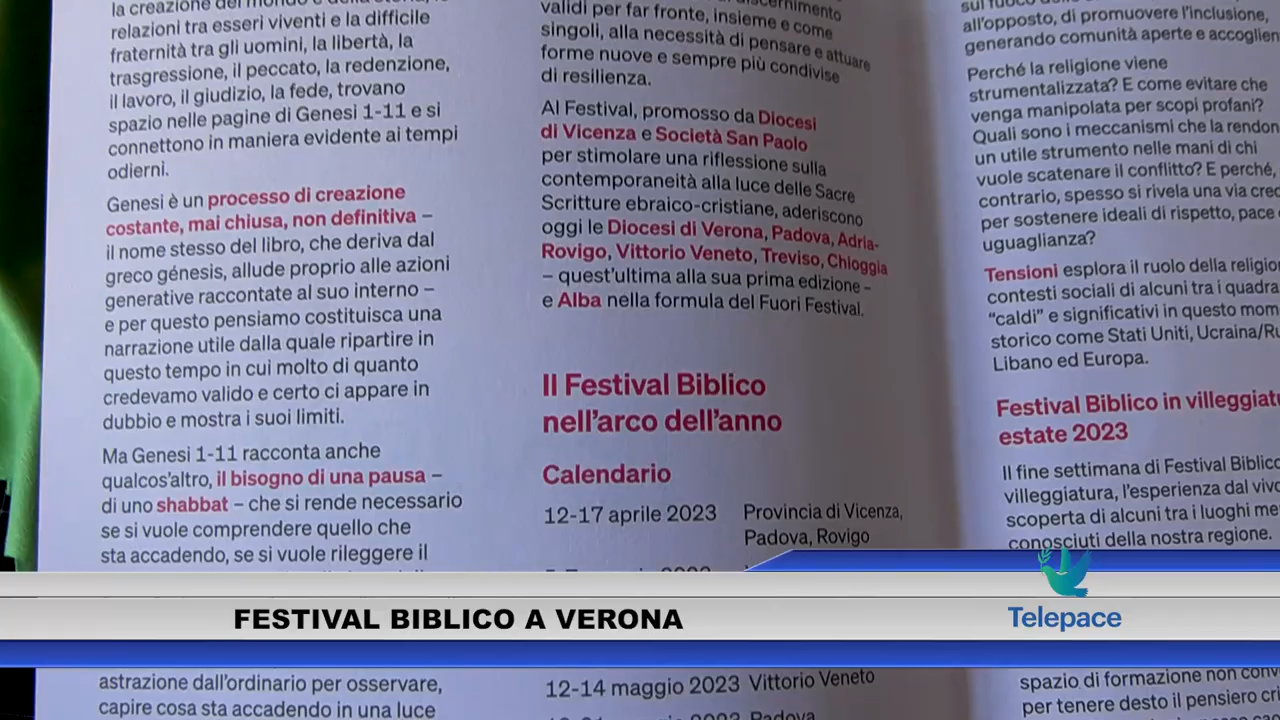 la creazione del mondo e della storia, le
relazioni tra esseri viventi e la difficile
fraternità tra gli uomini, la libertà, la
trasgressione, il peccato, la redenzione,
il lavoro, il giudizio, la fede, trovano
spazio nelle pagine di Genesi 1-11 e si
connettono in maniera evidente ai tempi
odierni.
Genesi è un processo di creazione
costante, mai chiusa, non definitiva –
il nome stesso del libro, che deriva dal
greco génesis, allude proprio alle azioni
generative raccontate al suo interno –
e per questo pensiamo costituisca una
narrazione utile dalla quale ripartire in
questo tempo in cui molto di quanto
credevamo valido e certo ci appare in
dubbio e mostra i suoi limiti.
Ma Genesi 1-11 racconta anche
qualcos'altro, il bisogno di una pausa –
di uno shabbat – che si rende necessario
se si vuole comprendere quello che
sta accadendo, se si vuole rileggere il
astrazione dall'ordinario per osservare,
capire cosa sta accadendo in una luce
validi per far fronte, insieme e come
singoli, alla necessità di pensare e attuare
forme nuove e sempre più condivise
di resilienza.
Al Festival, promosso da Diocesi
di Vicenza e Società San Paolo
per stimolare una riflessione sulla
contemporaneità alla luce delle Sacre
Scritture ebraico-cristiane, aderiscono
oggi le Diocesi di Verona, Padova, Adria-
Rovigo, Vittorio Veneto, Treviso, Chioggia
– quest'ultima alla sua prima edizione –
e Alba nella formula del Fuori Festival.
Il Festival Biblico
nell'arco dell'anno
Calendario
12-17 aprile 2023 Provincia di Vicenza,
Padova, Rovigo
12-14 maggio 2023 Vittorio Veneto
Padova
all'opposto, di promuovere l'inclusione,
generando comunità aperte e
Perché la religione viene
strumentalizzata? E come evitare che
venga manipolata per scopi profani?
Quali sono i meccanismi che la
un utile strumento nelle mani di chi
vuole scatenare il conflitto? E perché,
contrario, spesso si rivela una via
per sostenere ideali di rispetto, pace
uguaglianza?
Tensioni esplora il ruolo della
contesti sociali di alcuni tra i
"caldi" e significativi in questo
storico come Stati Uniti,
Libano ed Europa.
Festival Biblico in
estate 2023
Il fine settimana di Festival Biblico
villeggiatura, l'esperienza dal
scoperta di alcuni tra i luoghi
conosciuti della nostra regione.
spazio di formazione non
per tenere desto il pensiero
FESTIVAL BIBLICO A VERONA
Telepace